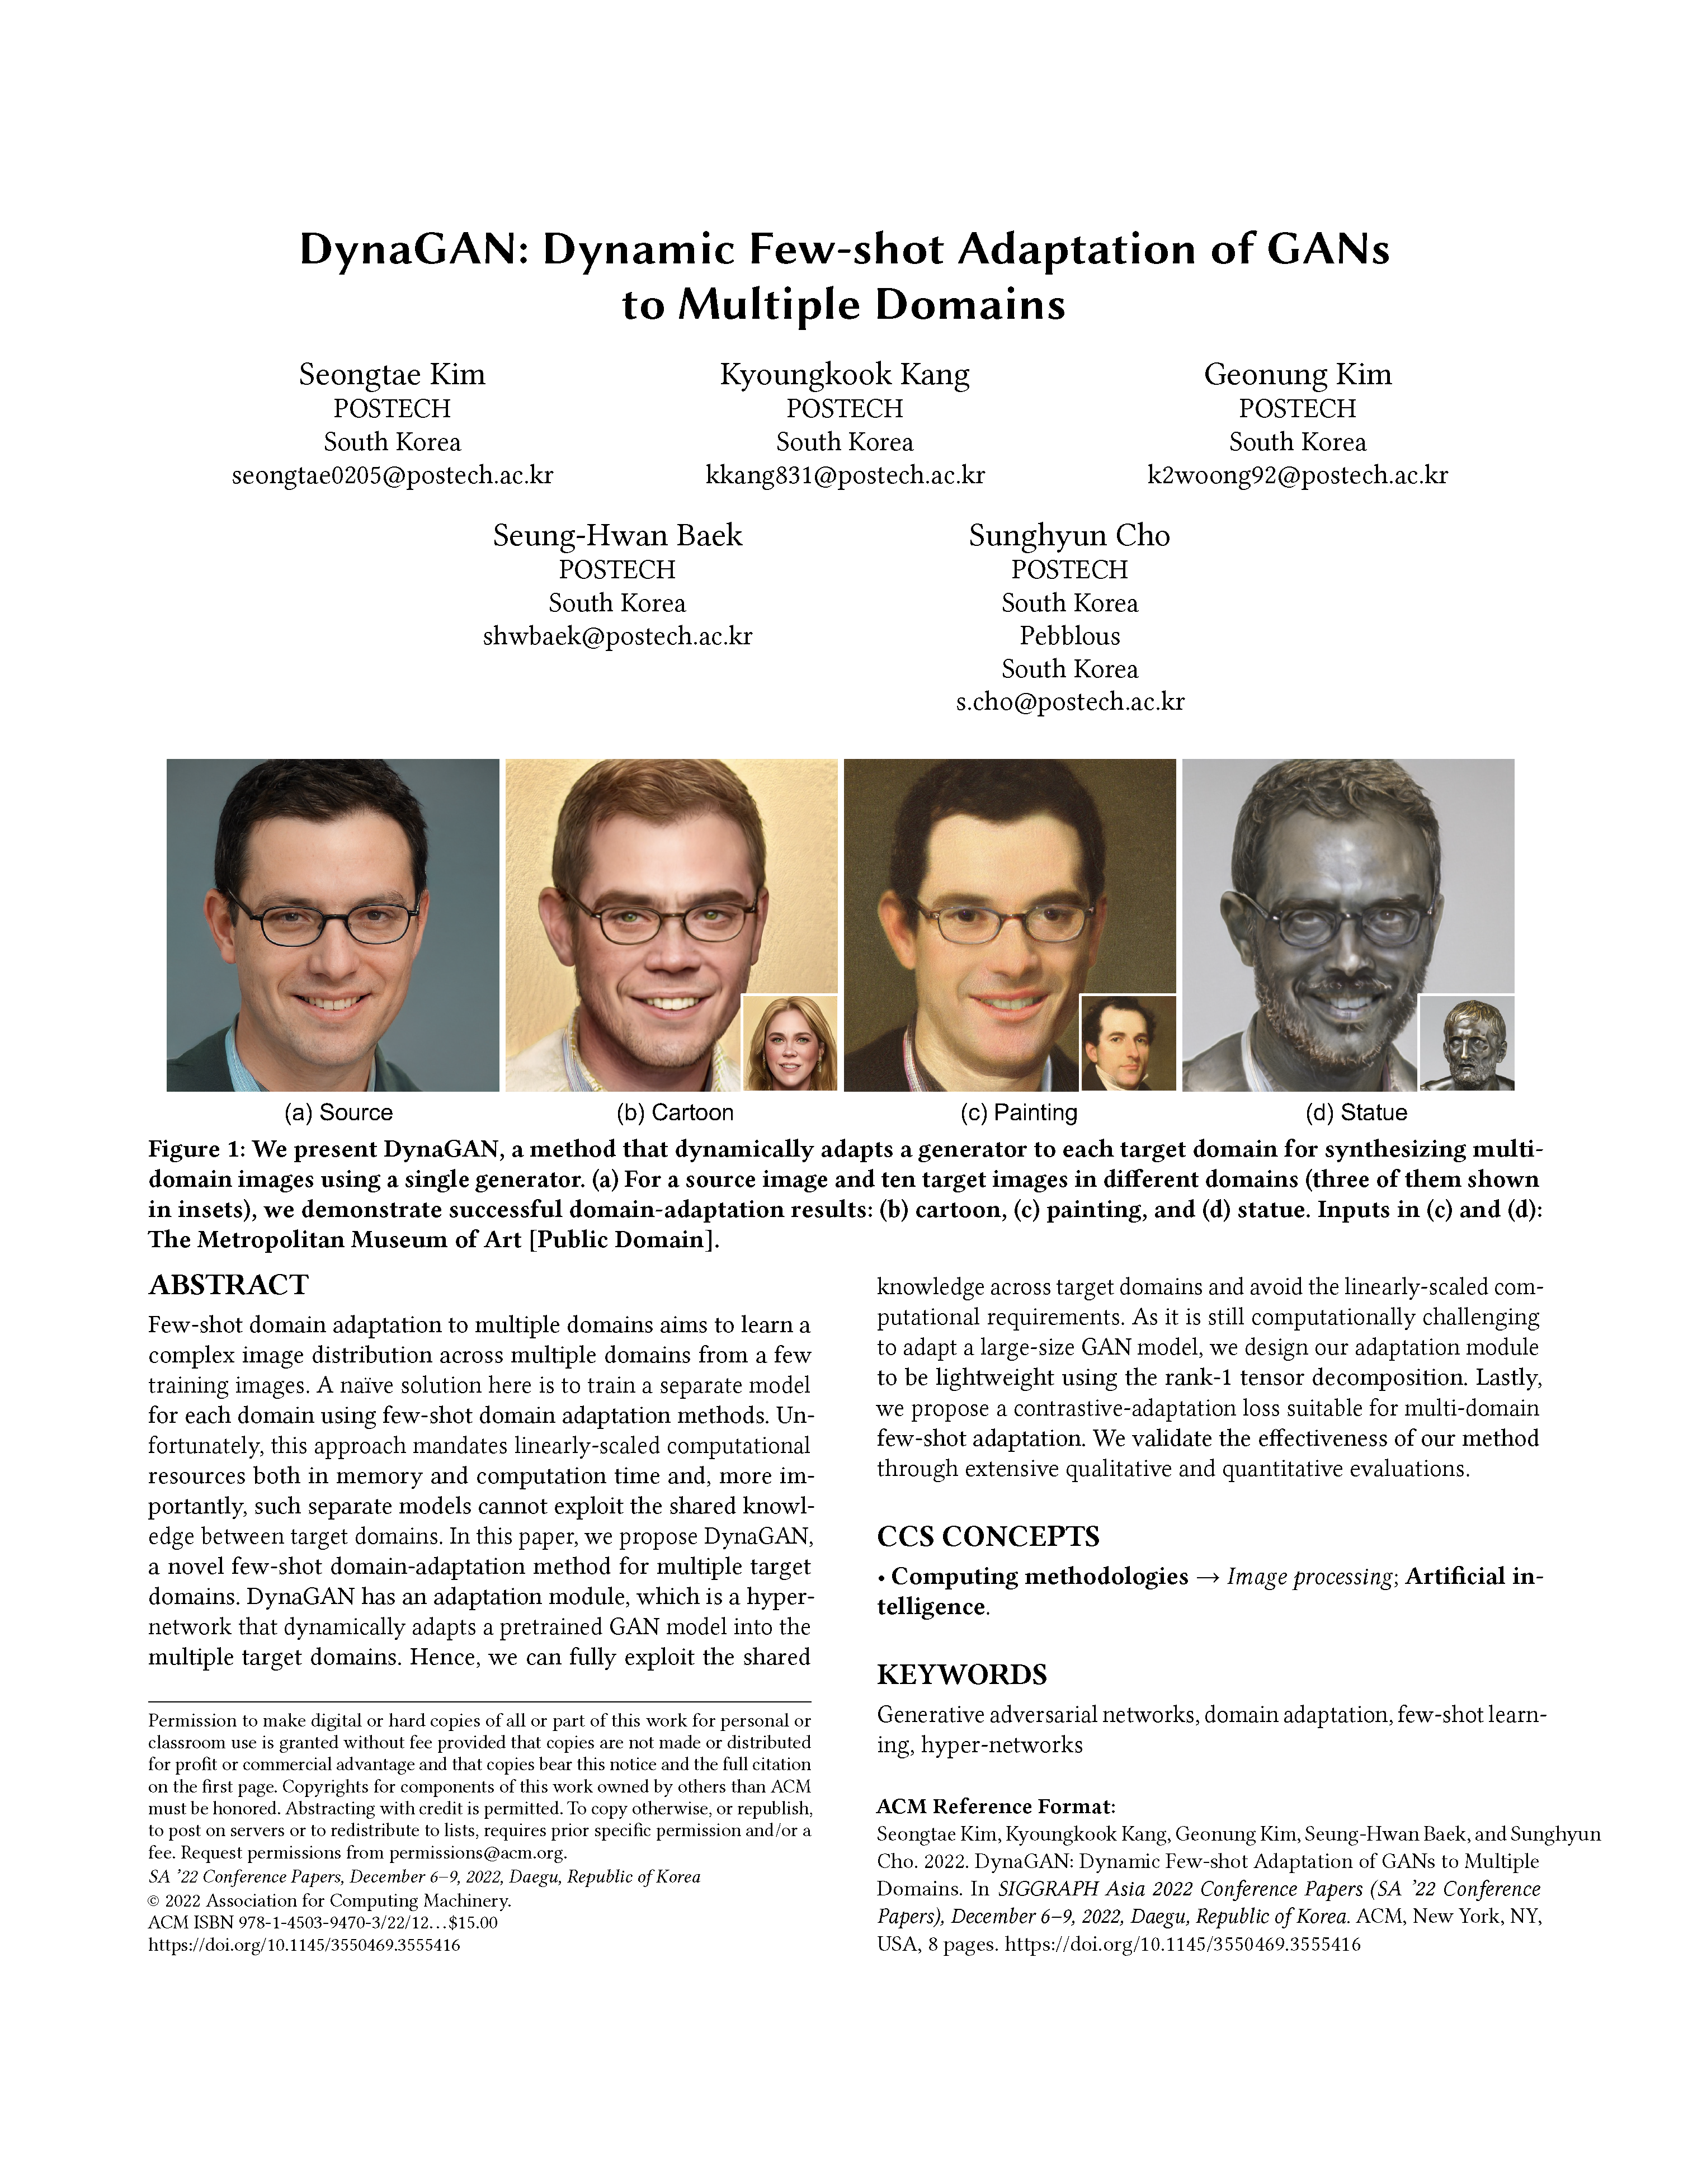 DynaGAN: Dynamic Few-shot Adaptation of GANs
to Multiple Domains
Seongtae Kim
POSTECH
South Korea
seongtae0205@postech.ac.kr
Kyoungkook Kang
POSTECH
South Korea
kkang831@postech.ac.kr
Geonung Kim
POSTECH
South Korea
k2woong92@postech.ac.kr
Seung-Hwan Baek
POSTECH
South Korea
shwbaek@postech.ac.kr
Sunghyun Cho
POSTECH
South Korea
Pebblous
South Korea
s.cho@postech.ac.kr
(a) Source
(b) Cartoon
(c) Painting
(d) Statue
Figure 1: We present DynaGAN, a method that dynamically adapts a generator to each target domain for synthesizing multi-
domain images using a single generator. (a) For a source image and ten target images in different domains (three of them shown
in insets), we demonstrate successful domain-adaptation results: (b) cartoon, (c) painting, and (d) statue. Inputs in (c) and (d):
The Metropolitan Museum of Art [Public Domain].
ABSTRACT
Few-shot domain adaptation to multiple domains aims to learn a
complex image distribution across multiple domains from a few
training images. A naïve solution here is to train a separate model
for each domain using few-shot domain adaptation methods. Un-
fortunately, this approach mandates linearly-scaled computational
resources both in memory and computation time and, more im-
portantly, such separate models cannot exploit the shared knowl-
edge between target domains. In this paper, we propose DynaGAN,
a novel few-shot domain-adaptation method for multiple target
domains. DynaGAN has an adaptation module, which is a hyper-
network that dynamically adapts a pretrained GAN model into the
multiple target domains. Hence, we can fully exploit the shared
Permission to make digital or hard copies of all or part of this work for personal or
classroom use is granted without fee provided that copies are not made or distributed
for profit or commercial advantage and that copies bear this notice and the full citation
on the first page. Copyrights for components of this work owned by others than ACM
must be honored. Abstracting with credit is permitted. To copy otherwise, or republish,
to post on servers or to redistribute to lists, requires prior specific permission and/or a
fee. Request permissions from permissions@acm.org.
SA ’22 Conference Papers, December 6–9, 2022, Daegu, Republic of Korea
© 2022 Association for Computing Machinery.
ACM ISBN 978-1-4503-9470-3/22/12…$15.00
https://doi.org/10.1145/3550469.3555416
knowledge across target domains and avoid the linearly-scaled com-
putational requirements. As it is still computationally challenging
to adapt a large-size GAN model, we design our adaptation module
to be lightweight using the rank-1 tensor decomposition. Lastly,
we propose a contrastive-adaptation loss suitable for multi-domain
few-shot adaptation. We validate the effectiveness of our method
through extensive qualitative and quantitative evaluations.
CCS CONCEPTS
• Computing methodologies → Image processing; Artificial in-
telligence.
KEYWORDS
Generative adversarial networks, domain adaptation, few-shot learn-
ing, hyper-networks
ACM Reference Format:
Seongtae Kim, Kyoungkook Kang, Geonung Kim, Seung-Hwan Baek, and Sunghyun
Cho. 2022. DynaGAN: Dynamic Few-shot Adaptation of GANs to Multiple
Domains. In SIGGRAPH Asia 2022 Conference Papers (SA ’22 Conference
Papers), December 6–9, 2022, Daegu, Republic of Korea. ACM, New York, NY,
USA, 8 pages. https://doi.org/10.1145/3550469.3555416